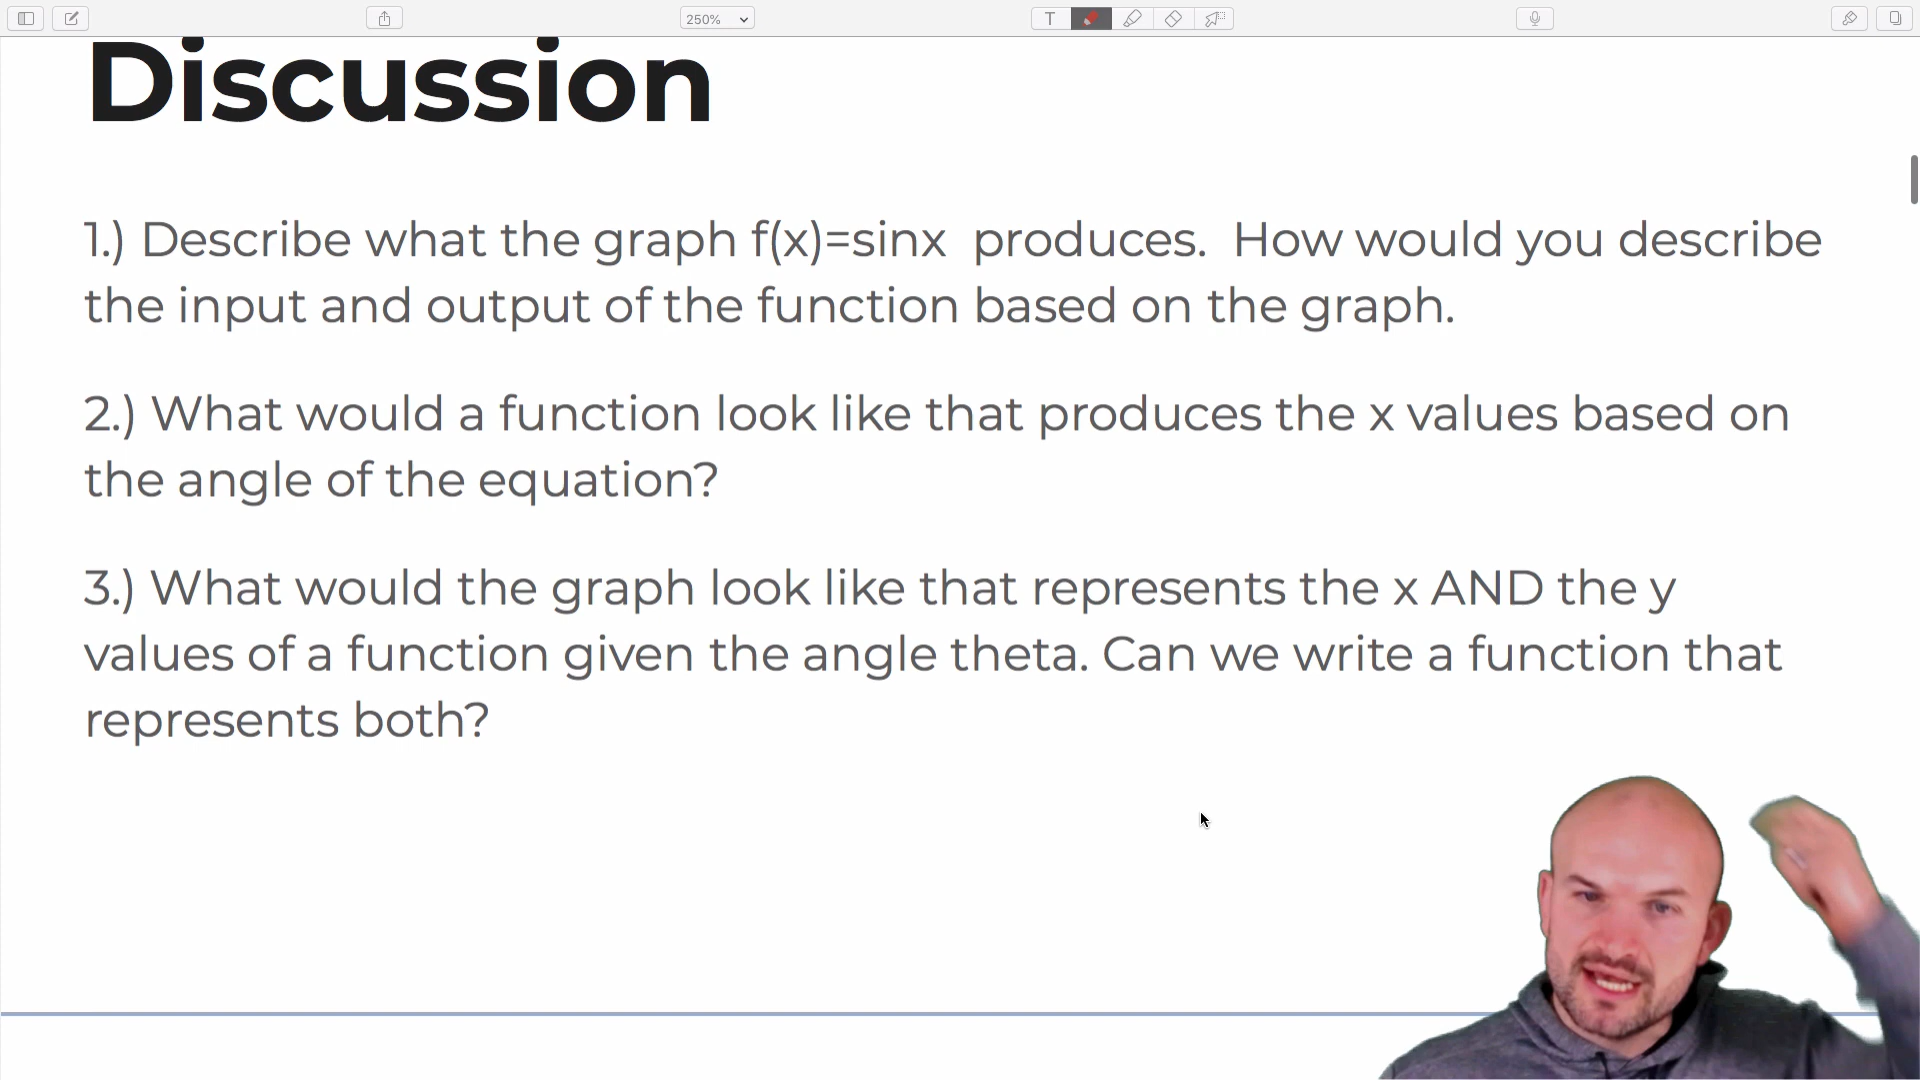 250%
T
Discussion
1.) Describe what the graph f(x)=sinx  produces.  How would you describe
the input and output of the function based on the graph.
2.) What would a function look like that produces the x values based on
the angle of the equation?
3.) What would the graph look like that represents the x AND the y
values of a function given the angle theta. Can we write a function that
represents both?